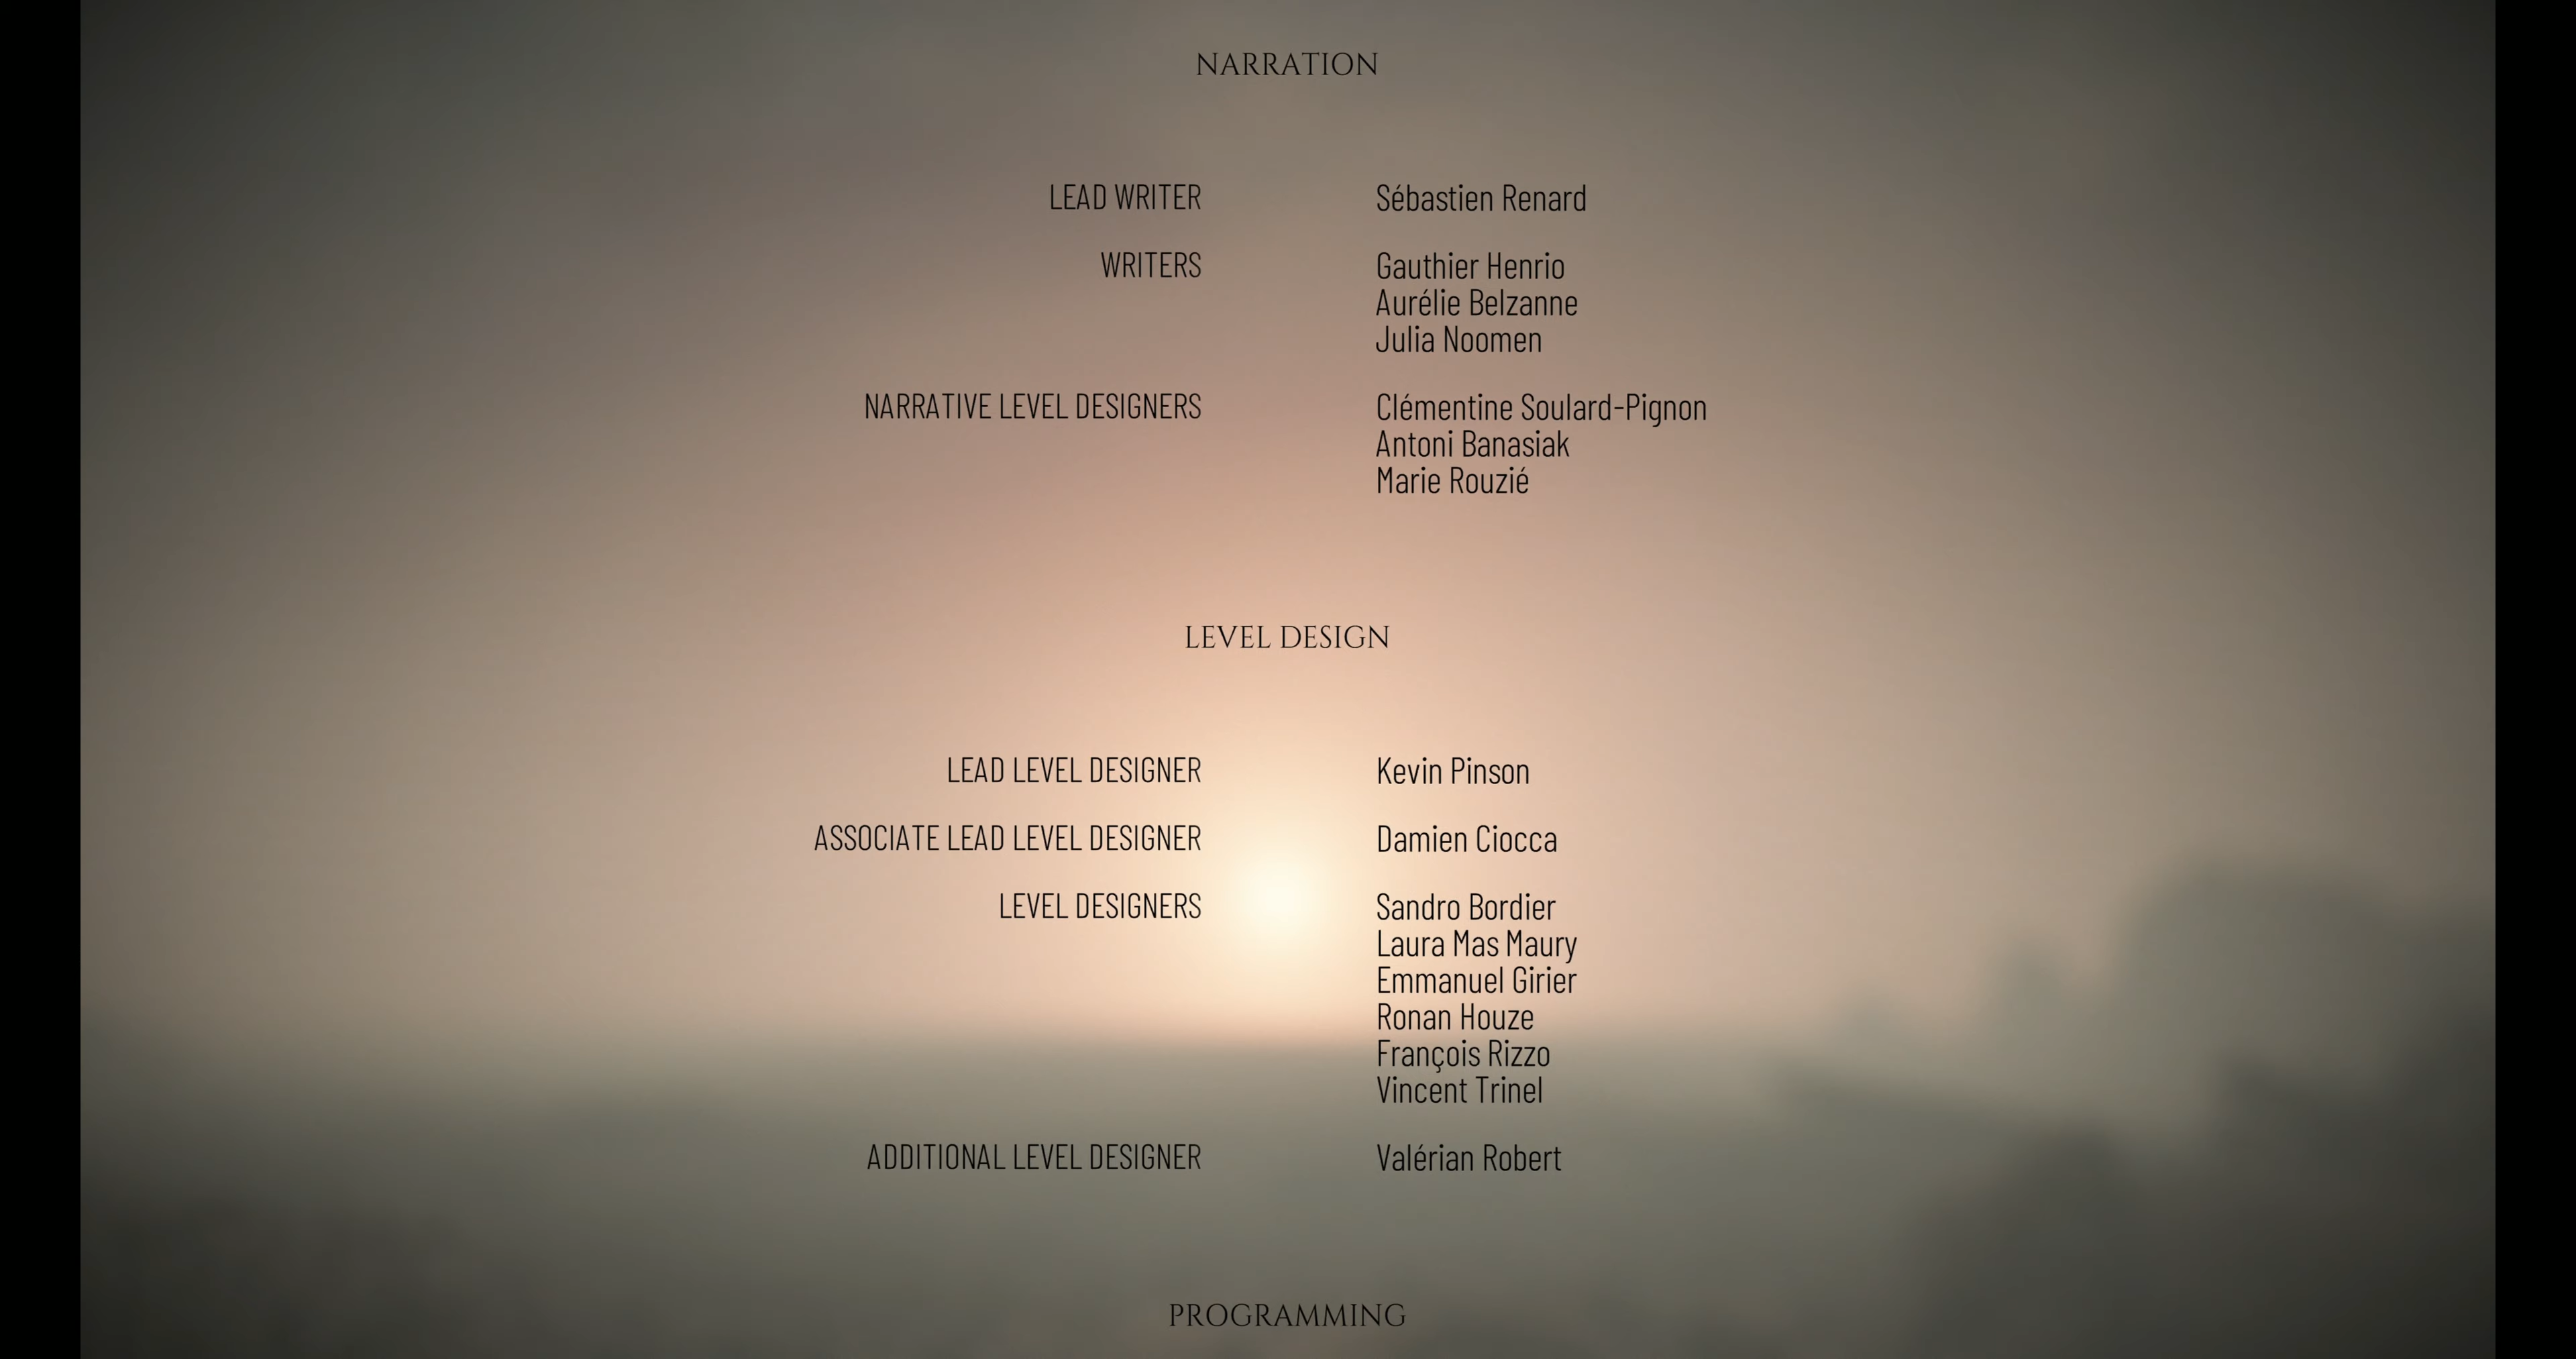 NARRATION
LEAD WRITER Sébastien Renard
WRITERS Gauthier Henrio
Aurélie Belzanne
Julia Noomen
NARRATIVE LEVEL DESIGNERS Clémentine Soulard-Pignon
Antoni Banasiak
Marie Rouzié
LEVEL DESIGN
LEAD LEVEL DESIGNER Kevin Pinson
ASSOCIATE LEAD LEVEL DESIGNER Damien Ciocca
LEVEL DESIGNERS Sandro Bordier
Laura Mas Maury
Emmanuel Girier
Ronan Houze
François Rizzo
Vincent Trinel
ADDITIONAL LEVEL DESIGNER Valérian Robert
PROGRAMMING